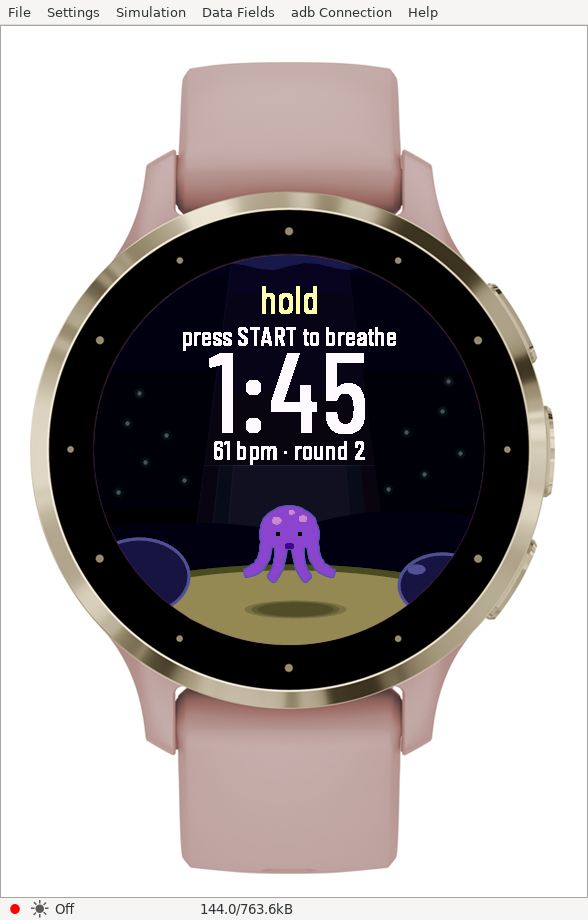 File Settings Simulation Data Fields adb Connection Help
hold
press START to breathe
1:45
61 bpm · round 2
Off 144.0/763.6kB